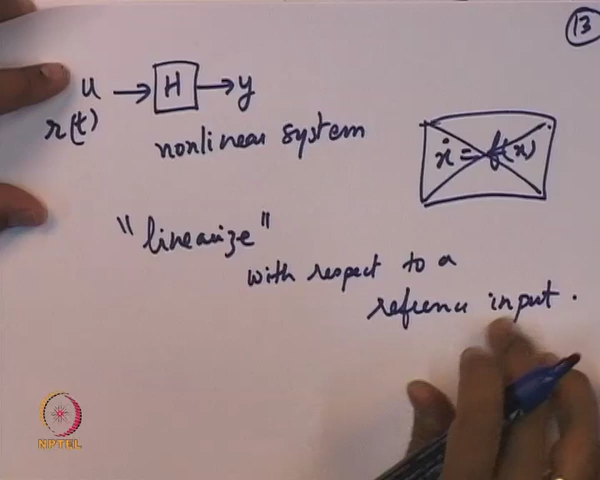 13
u → H → y
r(t)
nonlinear system
ẋ = f(x)
"linearize"
with respect to a
reference input.
NPTEL